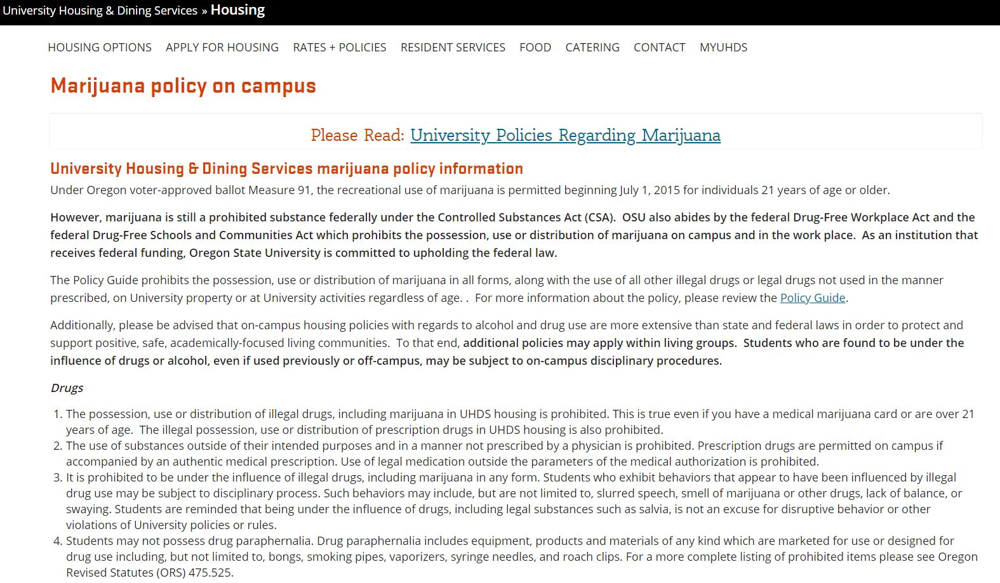 University Housing & Dining Services » Housing
HOUSING OPTIONS APPLY FOR HOUSING RATES + POLICIES RESIDENT SERVICES FOOD CATERING CONTACT MYUHDS
Marijuana policy on campus
Please Read: University Policies Regarding Marijuana
University Housing & Dining Services marijuana policy information
Under Oregon voter-approved ballot Measure 91, the recreational use of marijuana is permitted beginning July 1, 2015 for individuals 21 years of age or older.
However, marijuana is still a prohibited substance federally under the Controlled Substances Act (CSA). OSU also abides by the federal Drug-Free Workplace Act and the
federal Drug-Free Schools and Communities Act which prohibits the possession, use or distribution of marijuana on campus and in the work place. As an institution that
receives federal funding, Oregon State University is committed to upholding the federal law.
The Policy Guide prohibits the possession, use or distribution of marijuana in all forms, along with the use of all other illegal drugs or legal drugs not used in the manner
prescribed, on University property or at University activities regardless of age. . For more information about the policy, please review the Policy Guide.
Additionally, please be advised that on-campus housing policies with regards to alcohol and drug use are more extensive than state and federal laws in order to protect and
support positive, safe, academically-focused living communities. To that end, additional policies may apply within living groups. Students who are found to be under the
influence of drugs or alcohol, even if used previously or off-campus, may be subject to on-campus disciplinary procedures.
Drugs
1. The possession, use or distribution of illegal drugs, including marijuana in UHDS housing is prohibited. This is true even if you have a medical marijuana card or are over 21
years of age. The illegal possession, use or distribution of prescription drugs in UHDS housing is also prohibited.
2. The use of substances outside of their intended purposes and in a manner not prescribed by a physician is prohibited. Prescription drugs are permitted on campus if
accompanied by an authentic medical prescription. Use of legal medication outside the parameters of the medical authorization is prohibited.
3. It is prohibited to be under the influence of illegal drugs, including marijuana in any form. Students who exhibit behaviors that appear to have been influenced by illegal
drug use may be subject to disciplinary process. Such behaviors may include, but are not limited to, slurred speech, smell of marijuana or other drugs, lack of balance, or
swaying. Students are reminded that being under the influence of drugs, including legal substances such as salvia, is not an excuse for disruptive behavior or other
violations of University policies or rules.
4. Students may not possess drug paraphernalia. Drug paraphernalia includes equipment, products and materials of any kind which are marketed for use or designed for
drug use including, but not limited to, bongs, smoking pipes, vaporizers, syringe needles, and roach clips. For a more complete listing of prohibited items please see Oregon
Revised Statutes (ORS) 475.525.